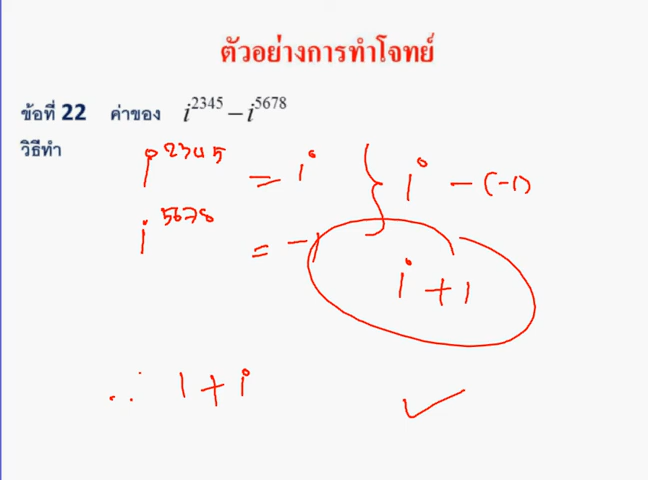 ตัวอย่างการทำโจทย์
ข้อที่ 22 ค่าของ i^2345 – i^5678
วิธีทำ
i^2345 = i } i – (-1)
i^5678 = -1
i + 1
∴ 1 + i ✓